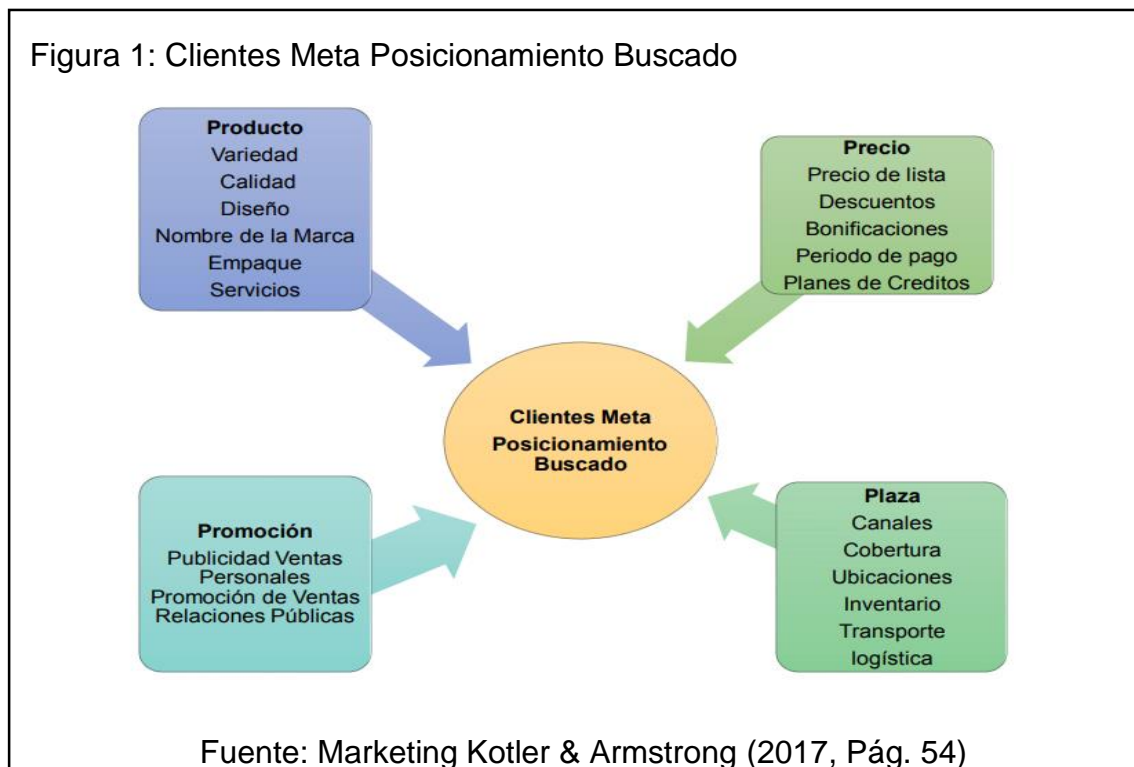 Figura 1: Clientes Meta Posicionamiento Buscado
Producto
Variedad
Calidad
Diseño
Nombre de la Marca
Empaque
Servicios
Precio
Precio de lista
Descuentos
Bonificaciones
Periodo de pago
Planes de Creditos
Clientes Meta
Posicionamiento
Buscado
Promoción
Publicidad Ventas
Personales
Promoción de Ventas
Relaciones Públicas
Plaza
Canales
Cobertura
Ubicaciones
Inventario
Transporte
logística
Fuente: Marketing Kotler & Armstrong (2017, Pág. 54)